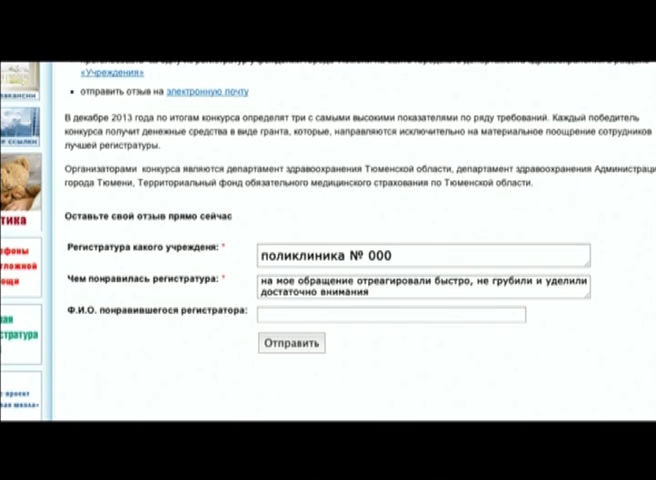 «Учреждения»
• отправить отзыв на электронную почту
В декабре 2013 года по итогам конкурса определят три с самыми высокими показателями по ряду требований. Каждый победитель
конкурса получит денежные средства в виде гранта, которые, направляются исключительно на материальное поощрение сотрудников
лучшей регистратуры.
Организаторами конкурса являются департамент здравоохранения Тюменской области, департамент здравоохранения Администраци
города Тюмени, Территориальный фонд обязательного медицинского страхования по Тюменской области.
Оставьте свой отзыв прямо сейчас
Регистратура какого учрежденя: *
поликлиника № 000
Чем понравилась регистратура: *
на мое обращение отреагировали быстро, не грубили и уделили
достаточно внимания
Ф.И.О. понравившегося регистратора:
Отправить